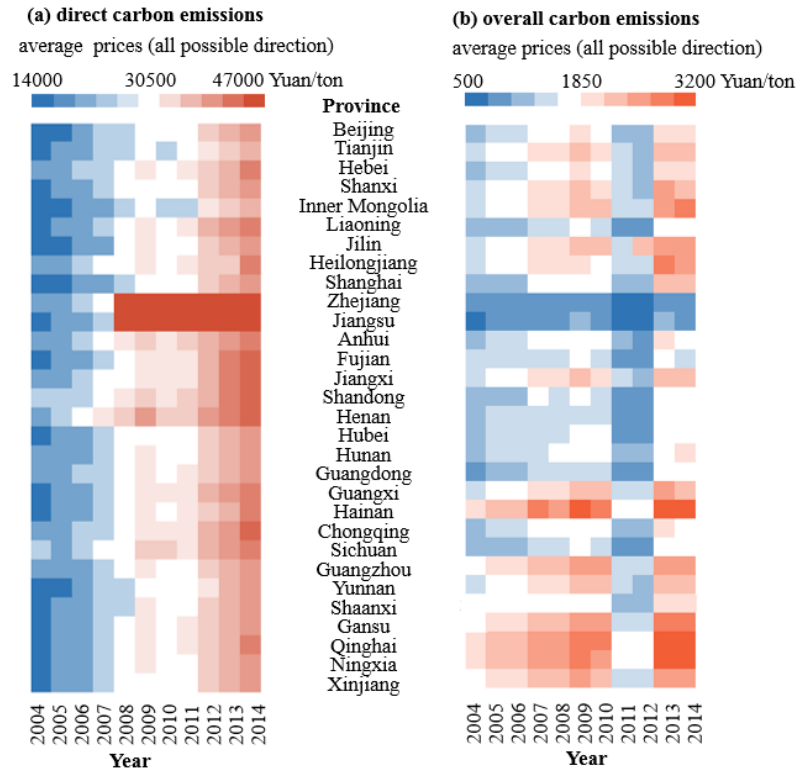 (a) direct carbon emissions
average prices (all possible direction)
14000 30500 47000 Yuan/ton
(b) overall carbon emissions
average prices (all possible direction)
500 1850 3200 Yuan/ton
Province
Beijing
Tianjin
Hebei
Shanxi
Inner Mongolia
Liaoning
Jilin
Heilongjiang
Shanghai
Zhejiang
Jiangsu
Anhui
Fujian
Jiangxi
Shandong
Henan
Hubei
Hunan
Guangdong
Guangxi
Hainan
Chongqing
Sichuan
Guangzhou
Yunnan
Shaanxi
Gansu
Qinghai
Ningxia
Xinjiang
2004 2005 2006 2007 2008 2009 2010 2011 2012 2013 2014
Year
2004 2005 2006 2007 2008 2009 2010 2011 2012 2013 2014
Year